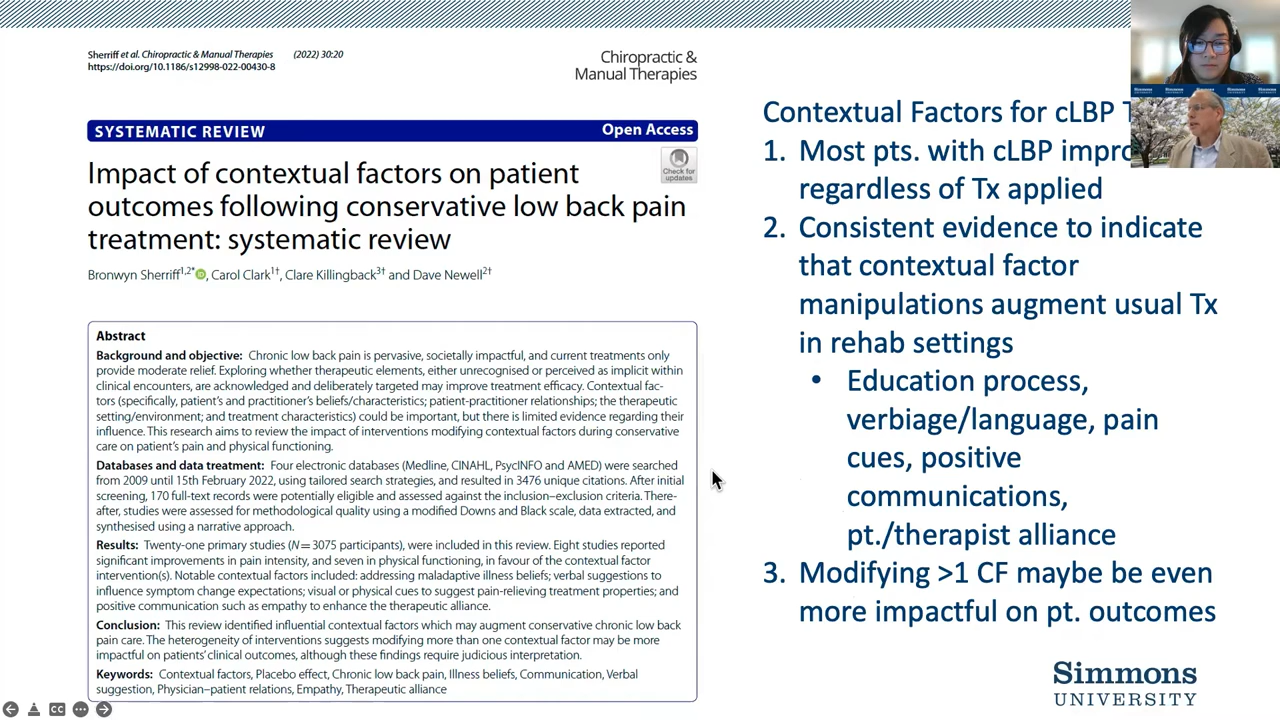 Sherriff et al. Chiropractic & Manual Therapies (2022) 30:20
https://doi.org/10.1186/s12998-022-00430-8
Chiropractic &
Manual Therapies
SYSTEMATIC REVIEW
Open Access
Check for
updates
Impact of contextual factors on patient
outcomes following conservative low back pain
treatment: systematic review
Bronwyn Sherriff1,2*, Carol Clark1†, Clare Killingback3† and Dave Newell2†
Abstract
Background and objective: Chronic low back pain is pervasive, societally impactful, and current treatments only
provide moderate relief. Exploring whether therapeutic elements, either unrecognised or perceived as implicit within
clinical encounters, are acknowledged and deliberately targeted may improve treatment efficacy. Contextual fac-
tors (specifically, patient's and practitioner's beliefs/characteristics; patient-practitioner relationships; the therapeutic
setting/environment; and treatment characteristics) could be important, but there is limited evidence regarding their
influence. This research aims to review the impact of interventions modifying contextual factors during conservative
care on patient's pain and physical functioning.
Databases and data treatment: Four electronic databases (Medline, CINAHL, PsycINFO and AMED) were searched
from 2009 until 15th February 2022, using tailored search strategies, and resulted in 3476 unique citations. After initial
screening, 170 full-text records were potentially eligible and assessed against the inclusion–exclusion criteria. There-
after, studies were assessed for methodological quality using a modified Downs and Black scale, data extracted, and
synthesised using a narrative approach.
Results: Twenty-one primary studies (N = 3075 participants), were included in this review. Eight studies reported
significant improvements in pain intensity, and seven in physical functioning, in favour of the contextual factor
intervention(s). Notable contextual factors included: addressing maladaptive illness beliefs; verbal suggestions to
influence symptom change expectations; visual or physical cues to suggest pain-relieving treatment properties; and
positive communication such as empathy to enhance the therapeutic alliance.
Conclusion: This review identified influential contextual factors which may augment conservative chronic low back
pain care. The heterogeneity of interventions suggests modifying more than one contextual factor may be more
impactful on patients' clinical outcomes, although these findings require judicious interpretation.
Keywords: Contextual factors, Placebo effect, Chronic low back pain, Illness beliefs, Communication, Verbal
suggestion, Physician–patient relations, Empathy, Therapeutic alliance
Contextual Factors for cLBP
1. Most pts. with cLBP
regardless of Tx applied
2. Consistent evidence to indicate
that contextual factor
manipulations augment usual Tx
in rehab settings
• Education process,
verbiage/language, pain
cues, positive
communications,
pt./therapist alliance
3. Modifying >1 CF maybe be even
more impactful on pt. outcomes
Simmons
UNIVERSITY